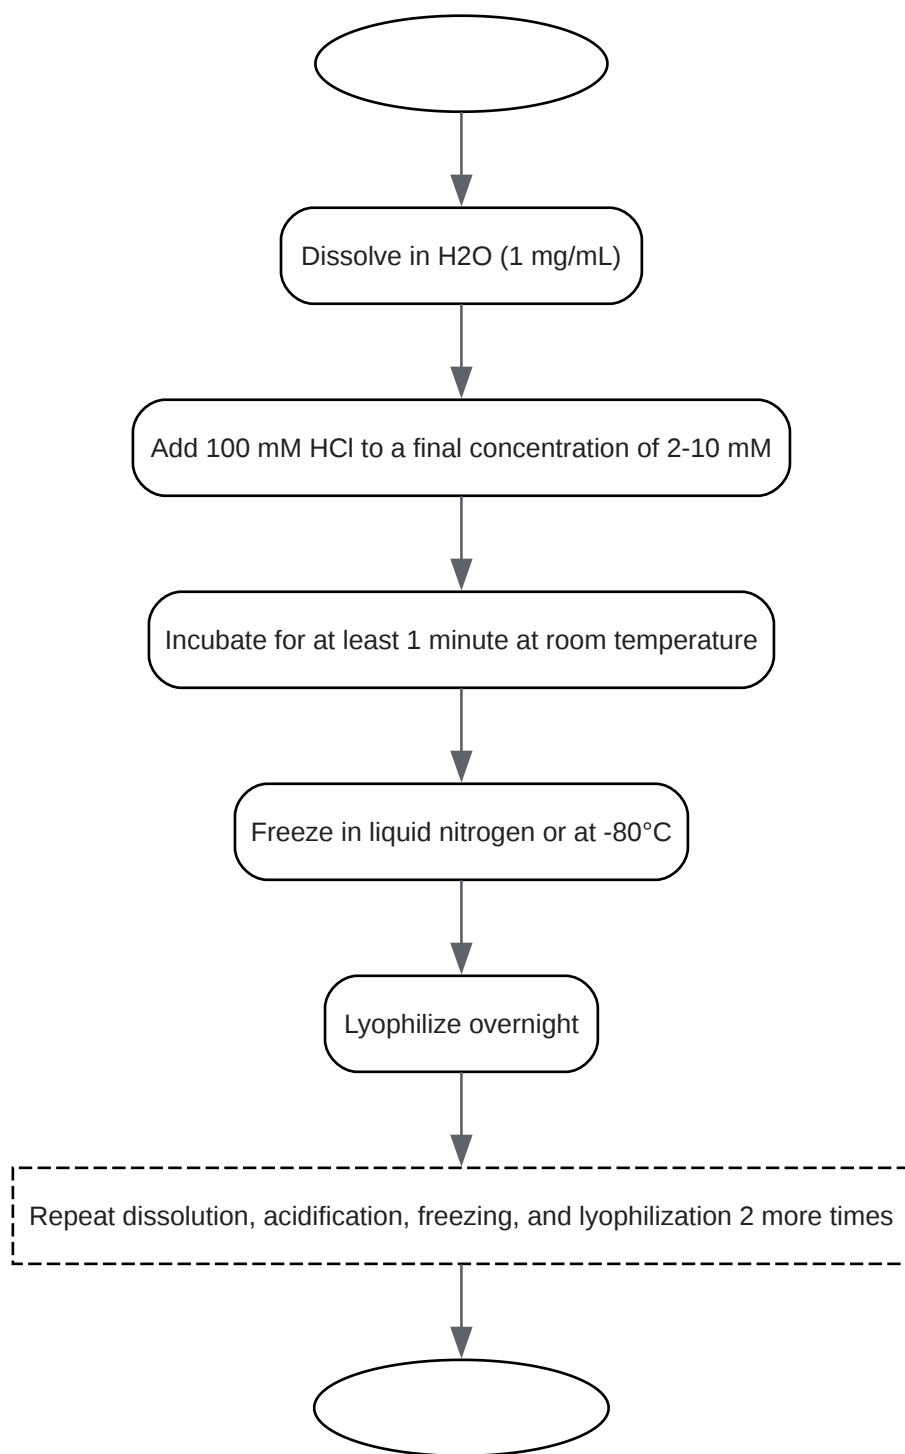 Dissolve in H2O (1 mg/mL)
Add 100 mM HCl to a final concentration of 2-10 mM
Incubate for at least 1 minute at room temperature
Freeze in liquid nitrogen or at -80°C
Lyophilize overnight
Repeat dissolution, acidification, freezing, and lyophilization 2 more times